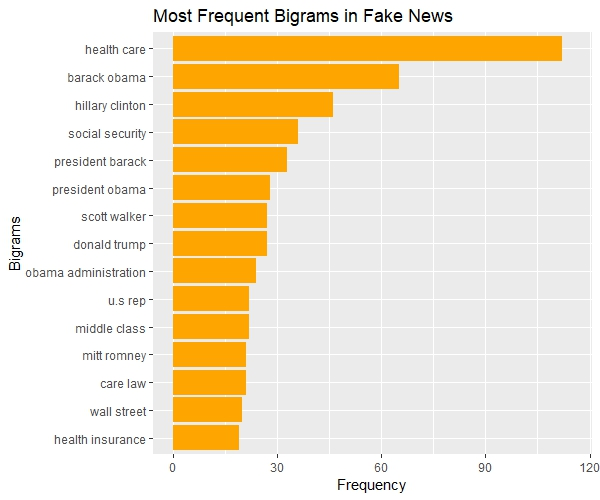 Most Frequent Bigrams in Fake News
health care
barack obama
hillary clinton
social security
president barack
president obama
scott walker
donald trump
obama administration
u.s rep
middle class
mitt romney
care law
wall street
health insurance
Bigrams
0 30 60 90 120
Frequency